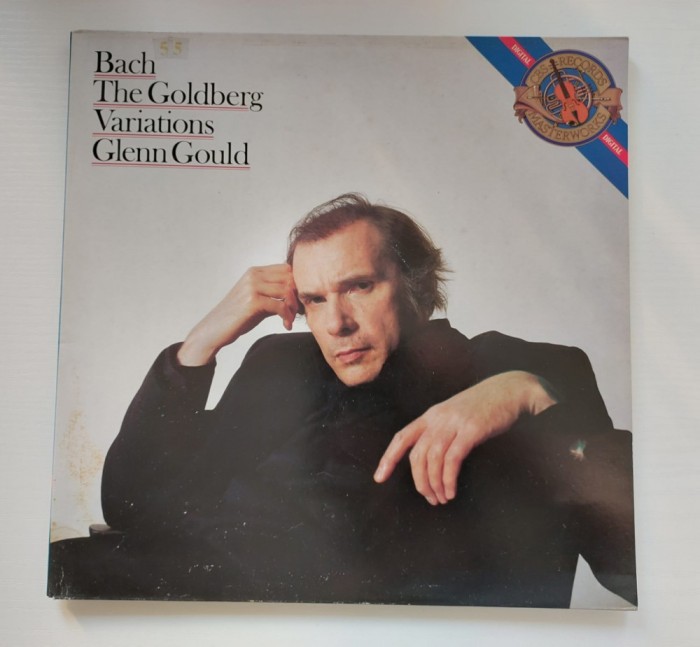 55
Bach
The Goldberg
Variations
Glenn Gould
DIGITAL
CBS RECORDS
MASTERWORKS
DIGITAL